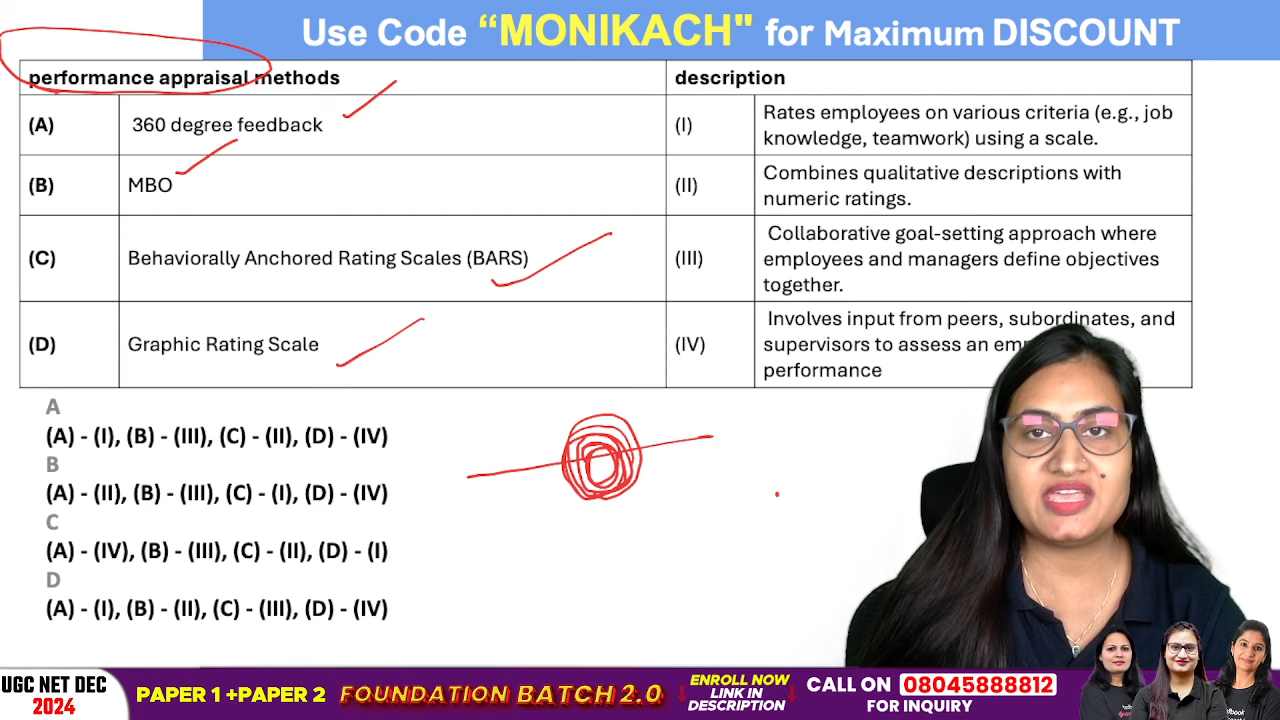 Use Code “MONIKACH" for Maximum DISCOUNT
performance appraisal methods
description
(A)
360 degree feedback
(I)
Rates employees on various criteria (e.g., job
knowledge, teamwork) using a scale.
(B)
MBO
(II)
Combines qualitative descriptions with
numeric ratings.
(C)
Behaviorally Anchored Rating Scales (BARS)
(III)
Collaborative goal-setting approach where
employees and managers define objectives
together.
(D)
Graphic Rating Scale
(IV)
Involves input from peers, subordinates, and
supervisors to assess an
performance
A
(A) - (I), (B) - (III), (C) - (II), (D) - (IV)
B
(A) - (II), (B) - (III), (C) - (I), (D) - (IV)
C
(A) - (IV), (B) - (III), (C) - (II), (D) - (I)
D
(A) - (I), (B) - (II), (C) - (III), (D) - (IV)
UGC NET DEC
2024
PAPER 1 +PAPER 2
FOUNDATION BATCH 2.0
ENROLL NOW
LINK IN
DESCRIPTION
CALL ON 08045888812
FOR INQUIRY